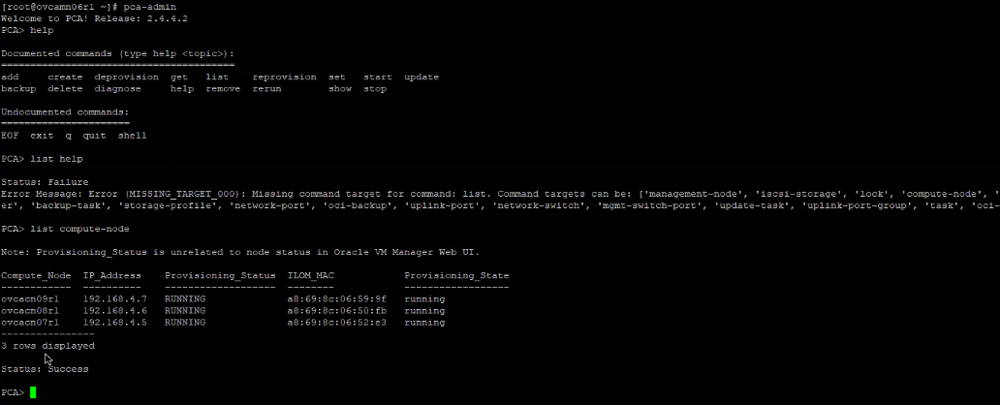 [root@ovcamn06r1 ~]# pca-admin
Welcome to PCA! Release: 2.4.4.2
PCA> help
Documented commands (type help <topic>):
========================================
add create deprovision get list reprovision set start update
backup delete diagnose help remove rerun show stop
Undocumented commands:
======================
EOF exit q quit shell
PCA> list help
Status: Failure
Error Message: Error (MISSING_TARGET_000): Missing command target for command: list. Command targets can be: ['management-node', 'iscsi-storage', 'lock', 'compute-node', '
er', 'backup-task', 'storage-profile', 'network-port', 'oci-backup', 'uplink-port', 'network-switch', 'mgmt-switch-port', 'update-task', 'uplink-port-group', 'task', 'oci-
PCA> list compute-node
Note: Provisioning_Status is unrelated to node status in Oracle VM Manager Web UI.
Compute_Node IP_Address Provisioning_Status ILOM_MAC Provisioning_State
------------ ---------- ------------------- -------- ------------------
ovcacn09r1 192.168.4.7 RUNNING a8:69:8c:06:59:9f running
ovcacn08r1 192.168.4.6 RUNNING a8:69:8c:06:50:fb running
ovcacn07r1 192.168.4.5 RUNNING a8:69:8c:06:52:e3 running
----------------
3 rows displayed
Status: Success
PCA>